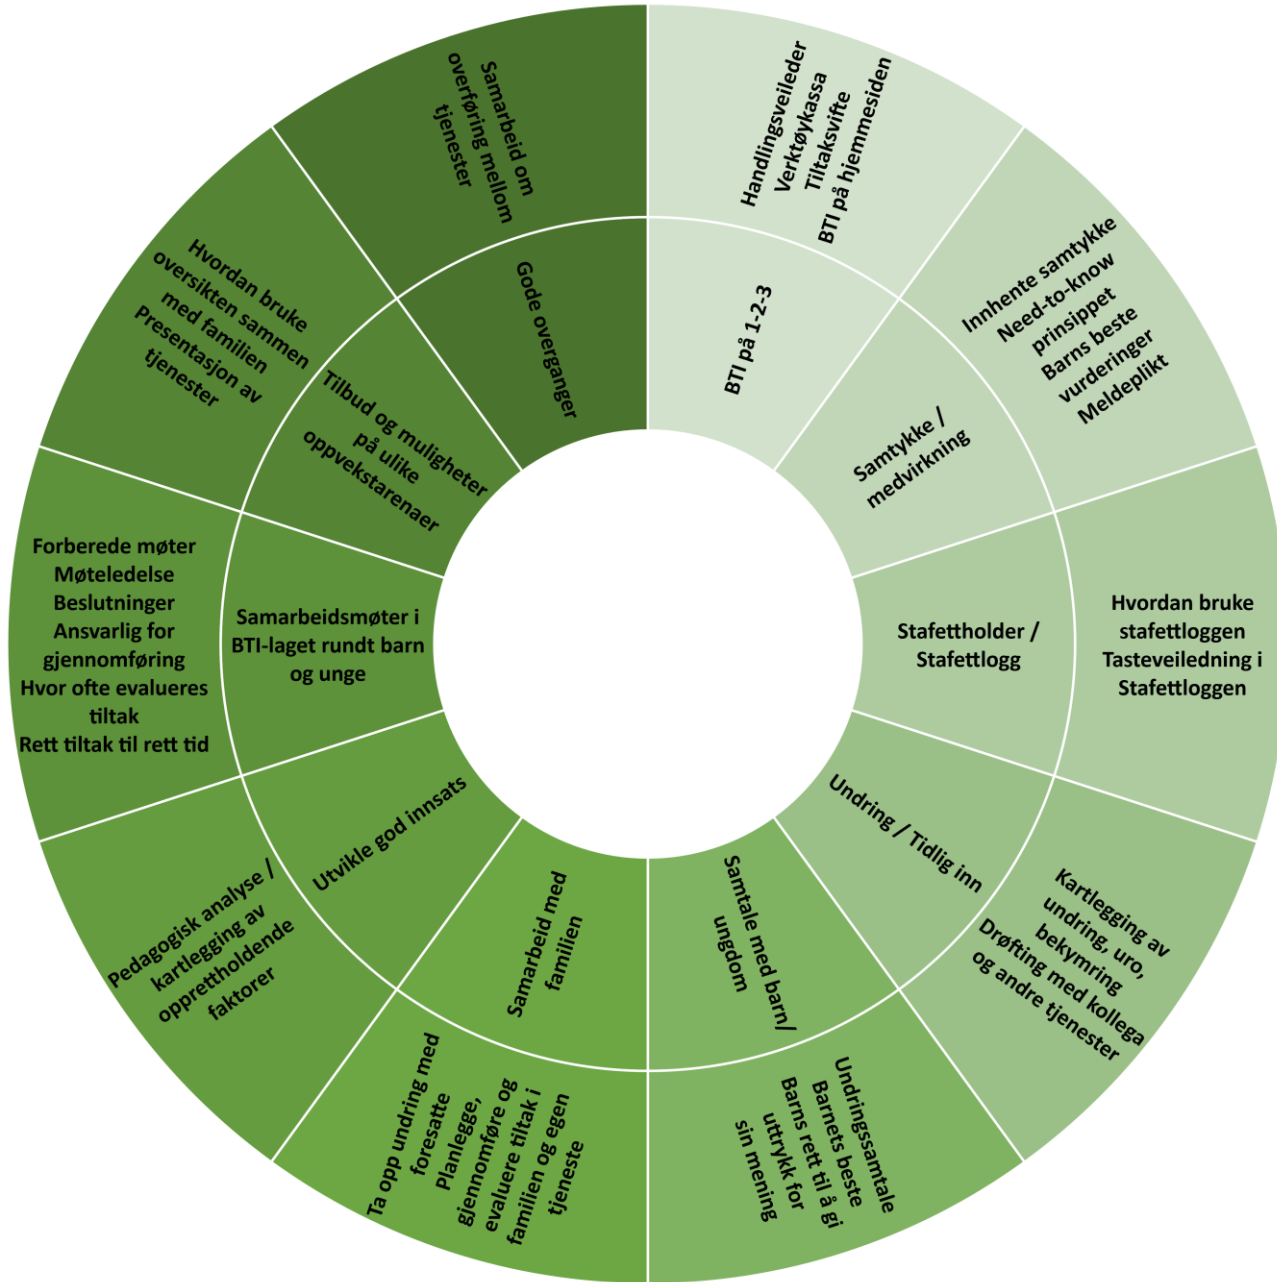 BTI på 1-2-3
Handlingsveileder
Verktøykassa
Tiltaksvifte
BTI på hjemmesiden
Samtykke /
medvirkning
Innhente samtykke
Need-to-know
prinsippet
Barns beste
vurderinger
Meldeplikt
Stafettholder /
Stafettlogg
Hvordan bruke
stafettloggen
Tasteveiledning i
Stafettloggen
Undring / Tidlig inn
Kartlegging av
undring, uro,
bekymring
Drøfting med kollega
og andre tjenester
Samtale med barn/
ungdom
Undringssamtale
Barnets beste
Barns rett til å gi
uttrykk for
sin mening
Samarbeid med
familien
Ta opp undring med
foresatte
Planlegge,
gjennomføre og
evaluere tiltak i
familien og egen
tjeneste
Utvikle god innsats
Pedagogisk analyse /
kartlegging av
opprettholdende
faktorer
Samarbeidsmøter i
BTI-laget rundt barn
og unge
Forberede møter
Møteledelse
Beslutninger
Ansvarlig for
gjennomføring
Hvor ofte evalueres
tiltak
Rett tiltak til rett tid
Tilbud og muligheter
på ulike
oppvekstarenaer
Hvordan bruke
oversikten sammen
med familien
Presentasjon av
tjenester
Gode overganger
Samarbeid om
overføring mellom
tjenester